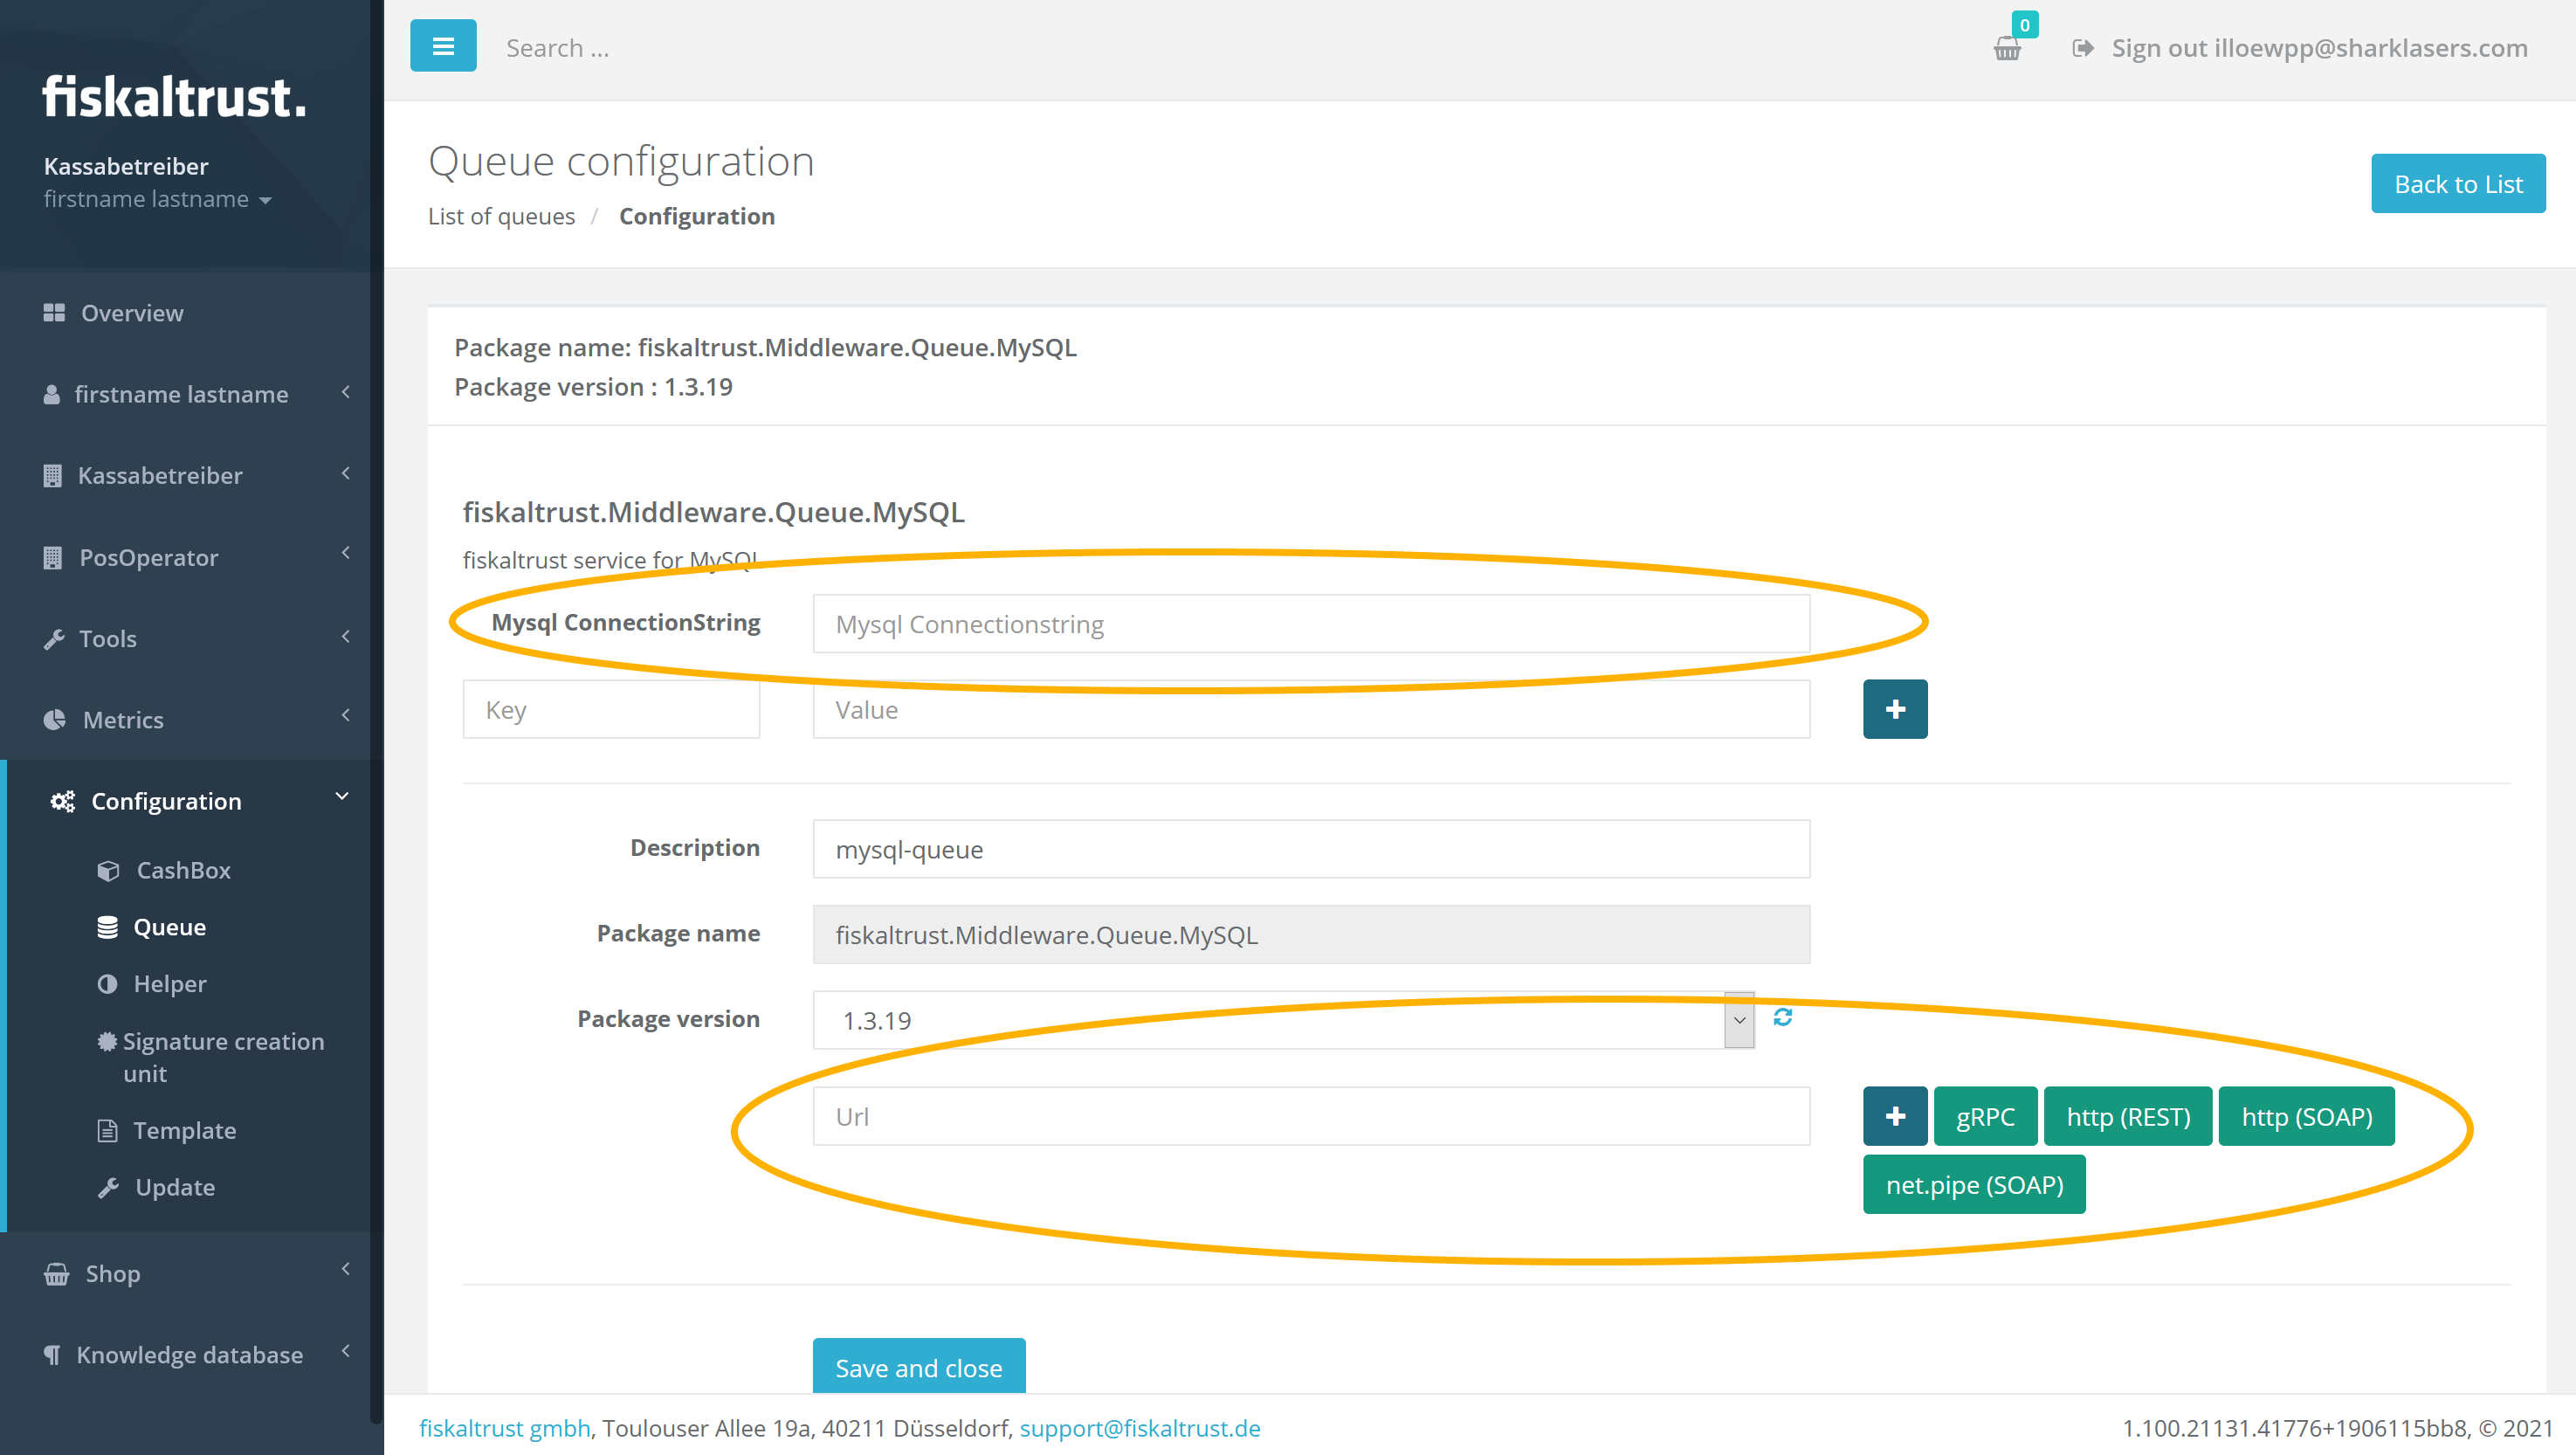 fiskaltrust.
Kassabetreiber
firstname lastname
Overview
firstname lastname
Kassabetreiber
PosOperator
Tools
Metrics
Configuration
CashBox
Queue
Helper
Signature creation
unit
Template
Update
Shop
Knowledge database
Search ...
0
Sign out illoewpp@sharklasers.com
Queue configuration
List of queues / Configuration
Back to List
Package name: fiskaltrust.Middleware.Queue.MySQL
Package version : 1.3.19
fiskaltrust.Middleware.Queue.MySQL
fiskaltrust service for MySQL
Mysql ConnectionString Mysql Connectionstring
Key Value
Description mysql-queue
Package name fiskaltrust.Middleware.Queue.MySQL
Package version 1.3.19
Url gRPC http (REST) http (SOAP)
net.pipe (SOAP)
Save and close
fiskaltrust gmbh, Toulouser Allee 19a, 40211 Düsseldorf, support@fiskaltrust.de
1.100.21131.41776+1906115bb8, © 2021